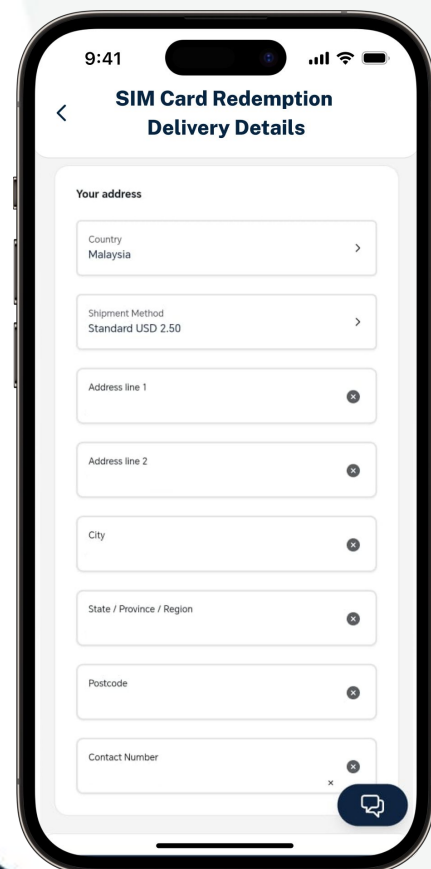 9:41
SIM Card Redemption
Delivery Details
Your address
Country
Malaysia
Shipment Method
Standard USD 2.50
Address line 1
Address line 2
City
State / Province / Region
Postcode
Contact Number